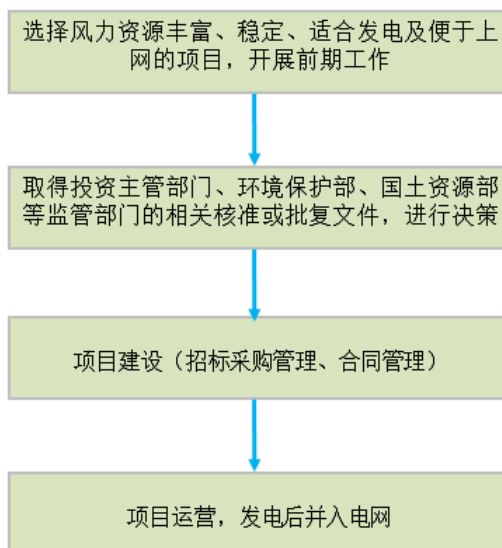 选择风力资源丰富、稳定、适合发电及便于上
网的项目，开展前期工作
取得投资主管部门、环境保护部、国土资源部
等监管部门的相关核准或批复文件，进行决策
项目建设（招标采购管理、合同管理）
项目运营，发电后并入电网